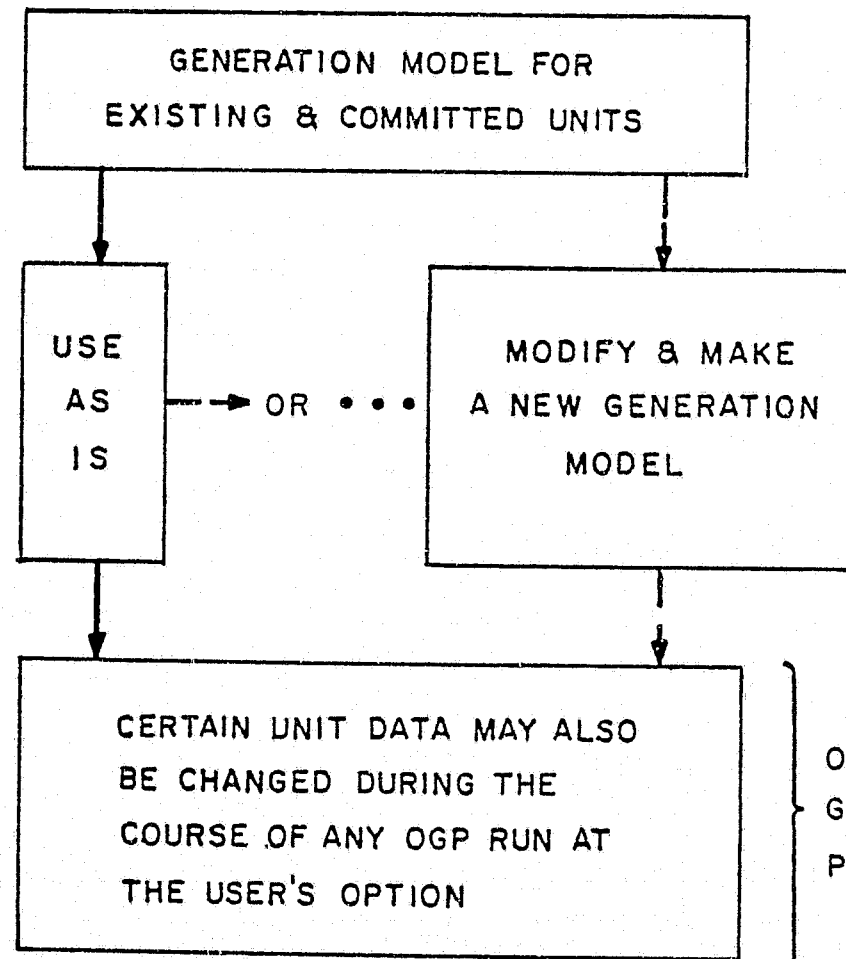 GENERATION MODEL FOR
EXISTING & COMMITTED UNITS
USE
AS
IS
OR • • •
MODIFY & MAKE
A NEW GENERATION
MODEL
CERTAIN UNIT DATA MAY ALSO
BE CHANGED DURING THE
COURSE OF ANY OGP RUN AT
THE USER'S OPTION
O
G
P